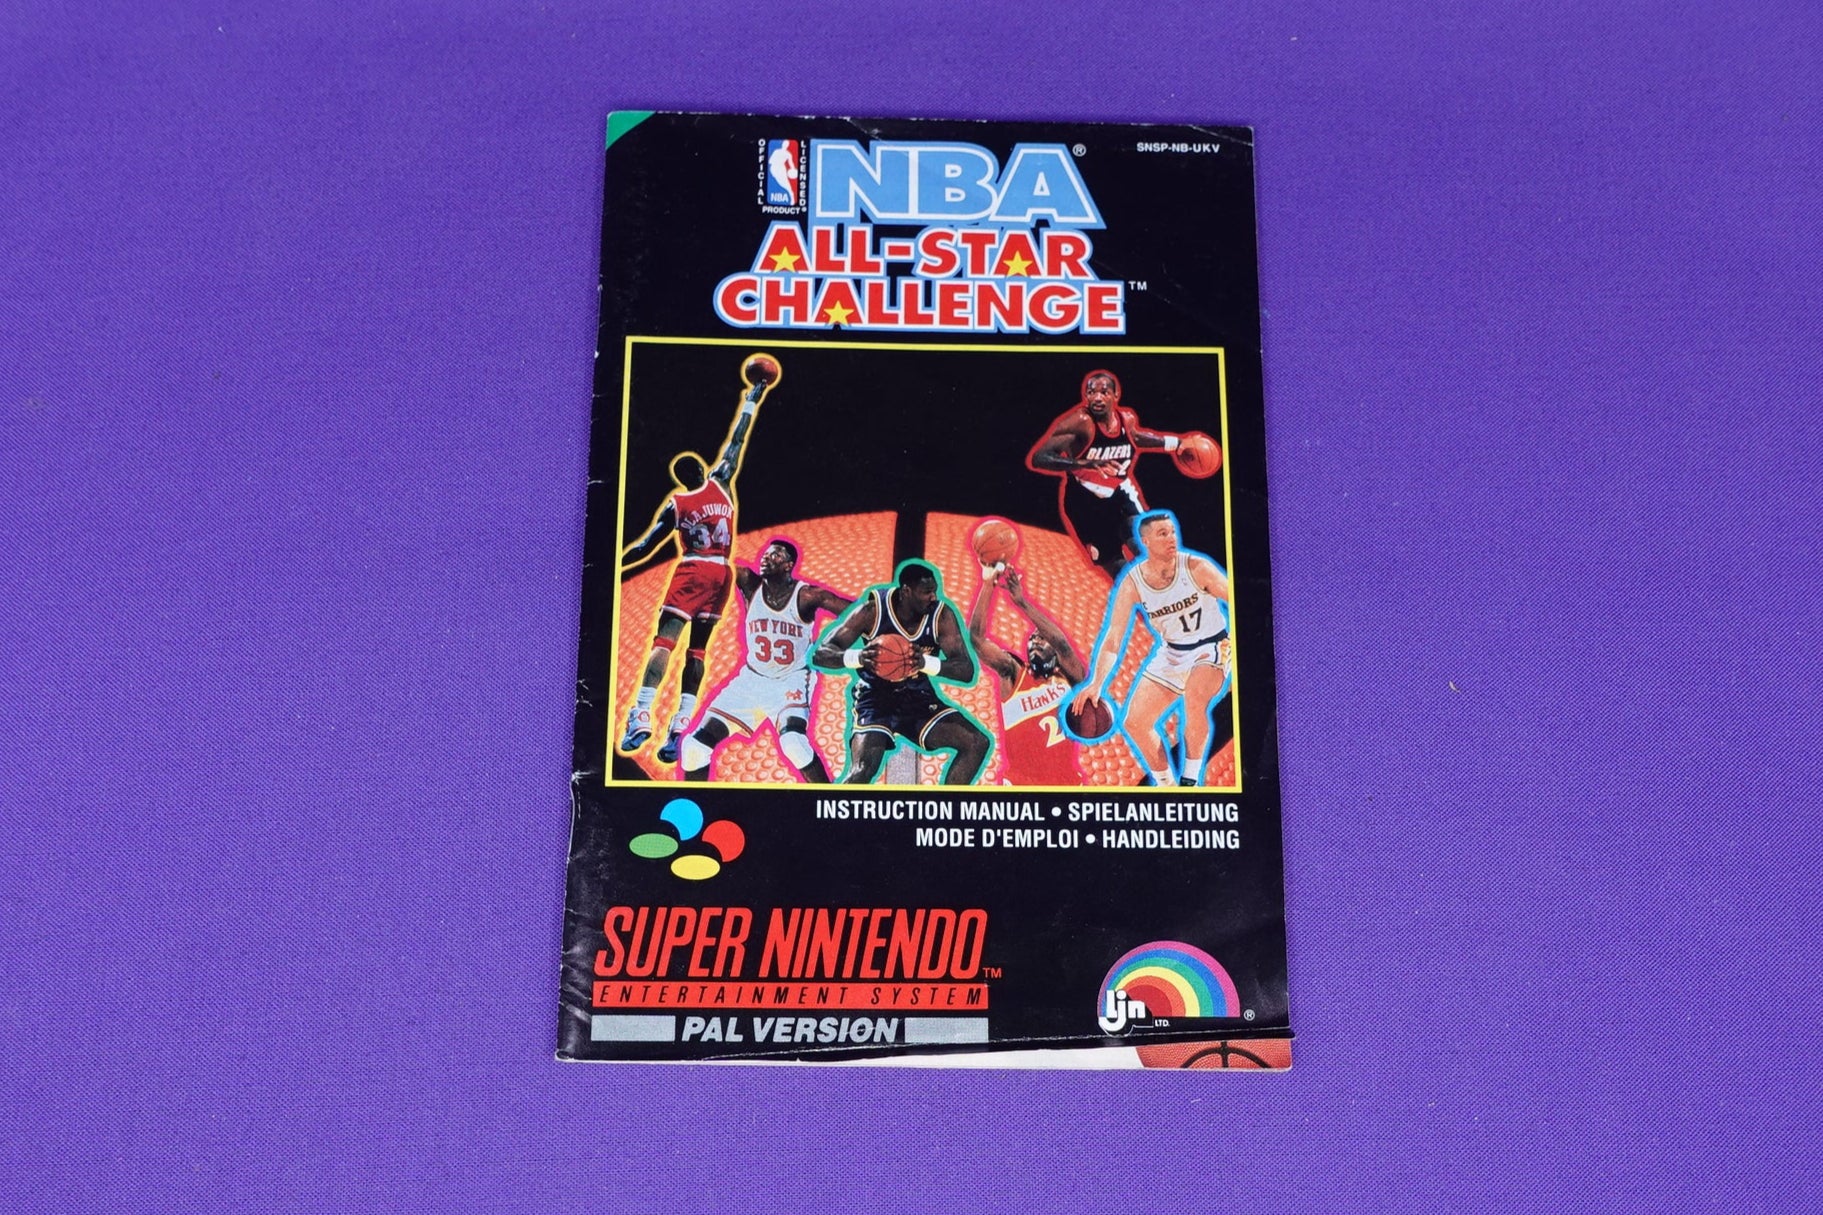 OFFICIAL
LICENSED
NBA
PRODUCT®
NBA®
SNSP-NB-UKV
ALL-STAR
CHALLENGE™
BLAZERS
OLAJUWON
34
NEW YORK
33
WARRIORS
17
Hawks
2
INSTRUCTION MANUAL • SPIELANLEITUNG
MODE D'EMPLOI • HANDLEIDING
SUPER NINTENDO™
ENTERTAINMENT SYSTEM
PAL VERSION
ljn
LTD.
®